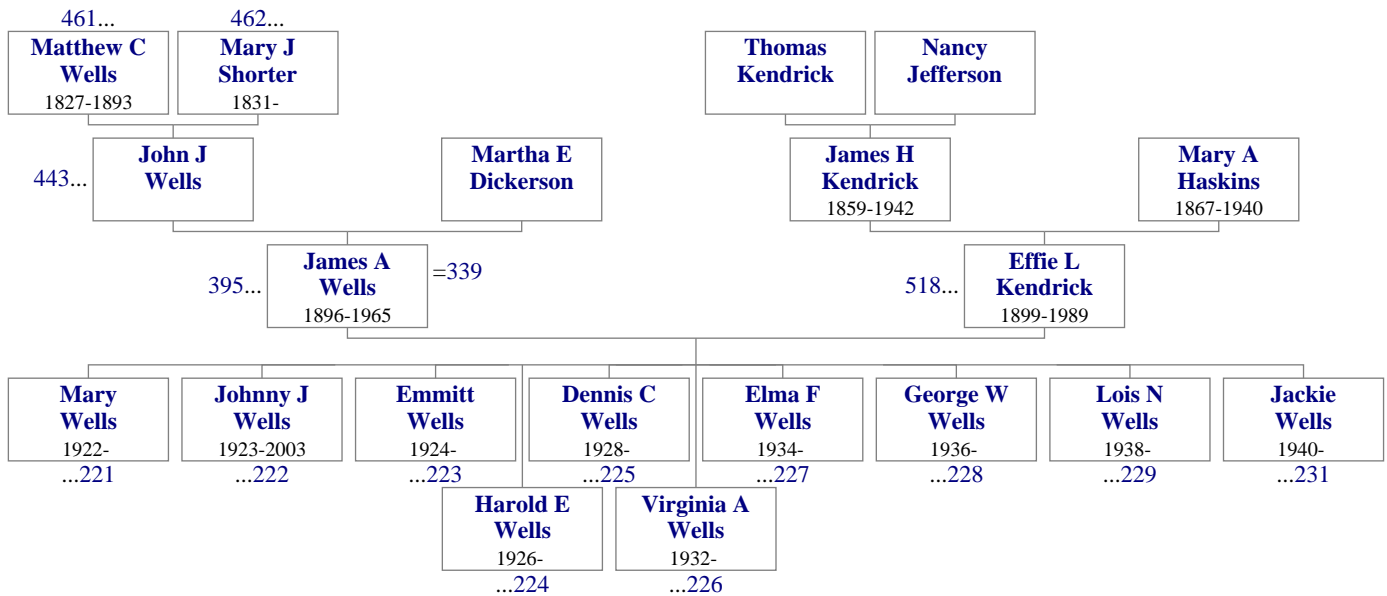 461...
462...
Matthew C
Wells
1827-1893
Mary J
Shorter
1831-
Thomas
Kendrick
Nancy
Jefferson
443...
John J
Wells
Martha E
Dickerson
James H
Kendrick
1859-1942
Mary A
Haskins
1867-1940
395...
James A
Wells
1896-1965
=339
518...
Effie L
Kendrick
1899-1989
Mary
Wells
1922-
...221
Johnny J
Wells
1923-2003
...222
Emmitt
Wells
1924-
...223
Dennis C
Wells
1928-
...225
Elma F
Wells
1934-
...227
George W
Wells
1936-
...228
Lois N
Wells
1938-
...229
Jackie
Wells
1940-
...231
Harold E
Wells
1926-
...224
Virginia A
Wells
1932-
...226